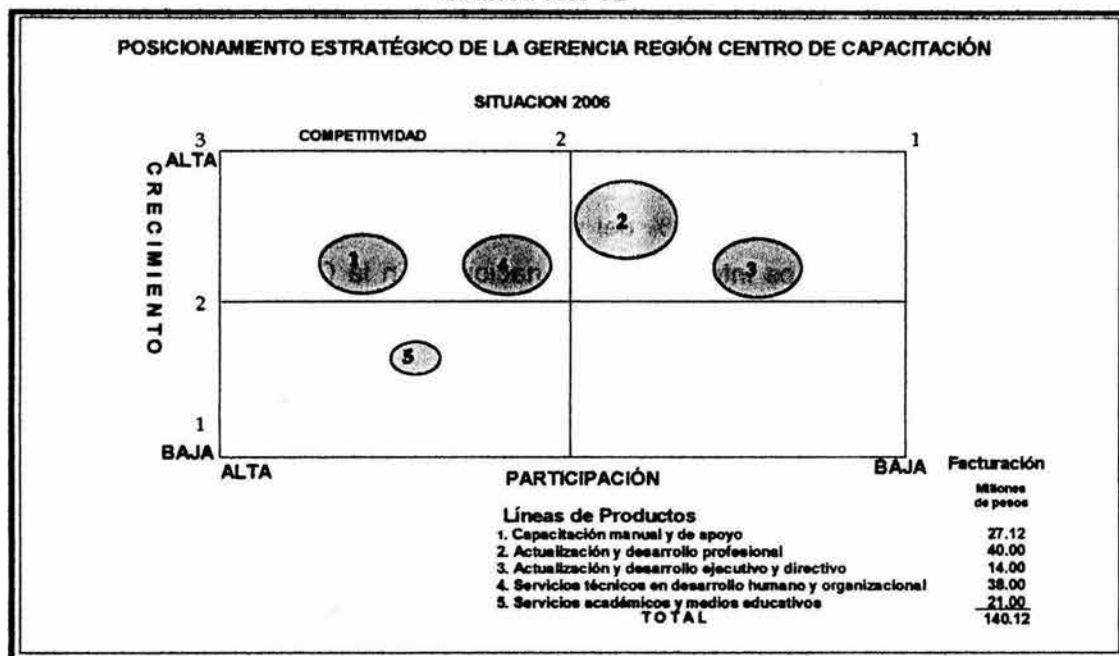 POSICIONAMIENTO ESTRATÉGICO DE LA GERENCIA REGIÓN CENTRO DE CAPACITACIÓN
SITUACION 2006
3 COMPETITIVIDAD 2 1
ALTA
CRECIMIENTO
2
1
BAJA
1
4
2
3
5
ALTA PARTICIPACIÓN BAJA
Facturación
Millones
de pesos
Líneas de Productos
1. Capacitación manual y de apoyo 27.12
2. Actualización y desarrollo profesional 40.00
3. Actualización y desarrollo ejecutivo y directivo 14.00
4. Servicios técnicos en desarrollo humano y organizacional 38.00
5. Servicios académicos y medios educativos 21.00
TOTAL 140.12